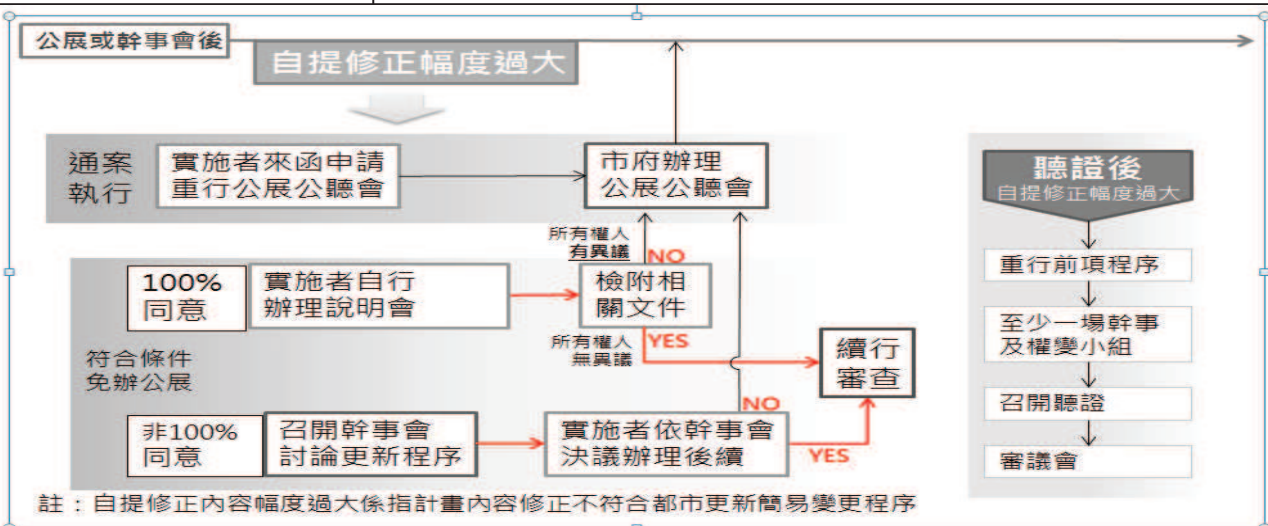 公展或幹事會後
自提修正幅度過大
通案
執行
實施者來函申請
重行公展公聽會
市府辦理
公展公聽會
所有權人
有異議
NO
100%
同意
實施者自行
辦理說明會
檢附相
關文件
所有權人
無異議
YES
符合條件
免辦公展
續行
審查
非100%
同意
召開幹事會
討論更新程序
實施者依幹事會
決議辦理後續
NO
YES
聽證後
自提修正幅度過大
重行前項程序
至少一場幹事
及權變小組
召開聽證
審議會
註：自提修正內容幅度過大係指計畫內容修正不符合都市更新簡易變更程序